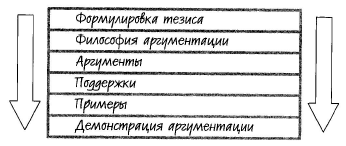 Формулировка тезиса
Философия аргументации
Аргументы
Поддержки
Примеры
Демонстрация аргументации